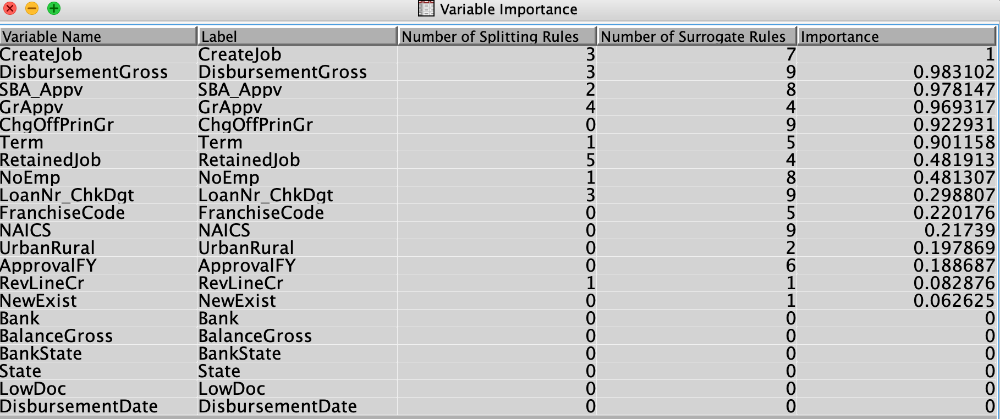 Variable Importance
Variable Name Label Number of Splitting Rules Number of Surrogate Rules Importance
CreateJob CreateJob 3 7 1
DisbursementGross DisbursementGross 3 9 0.983102
SBA_Appv SBA_Appv 2 8 0.978147
GrAppv GrAppv 4 4 0.969317
ChgOffPrinGr ChgOffPrinGr 0 9 0.922931
Term Term 1 5 0.901158
RetainedJob RetainedJob 5 4 0.481913
NoEmp NoEmp 1 8 0.481307
LoanNr_ChkDgt LoanNr_ChkDgt 3 9 0.298807
FranchiseCode FranchiseCode 0 5 0.220176
NAICS NAICS 0 9 0.21739
UrbanRural UrbanRural 0 2 0.197869
ApprovalFY ApprovalFY 0 6 0.188687
RevLineCr RevLineCr 1 1 0.082876
NewExist NewExist 0 1 0.062625
Bank Bank 0 0 0
BalanceGross BalanceGross 0 0 0
BankState BankState 0 0 0
State State 0 0 0
LowDoc LowDoc 0 0 0
DisbursementDate DisbursementDate 0 0 0